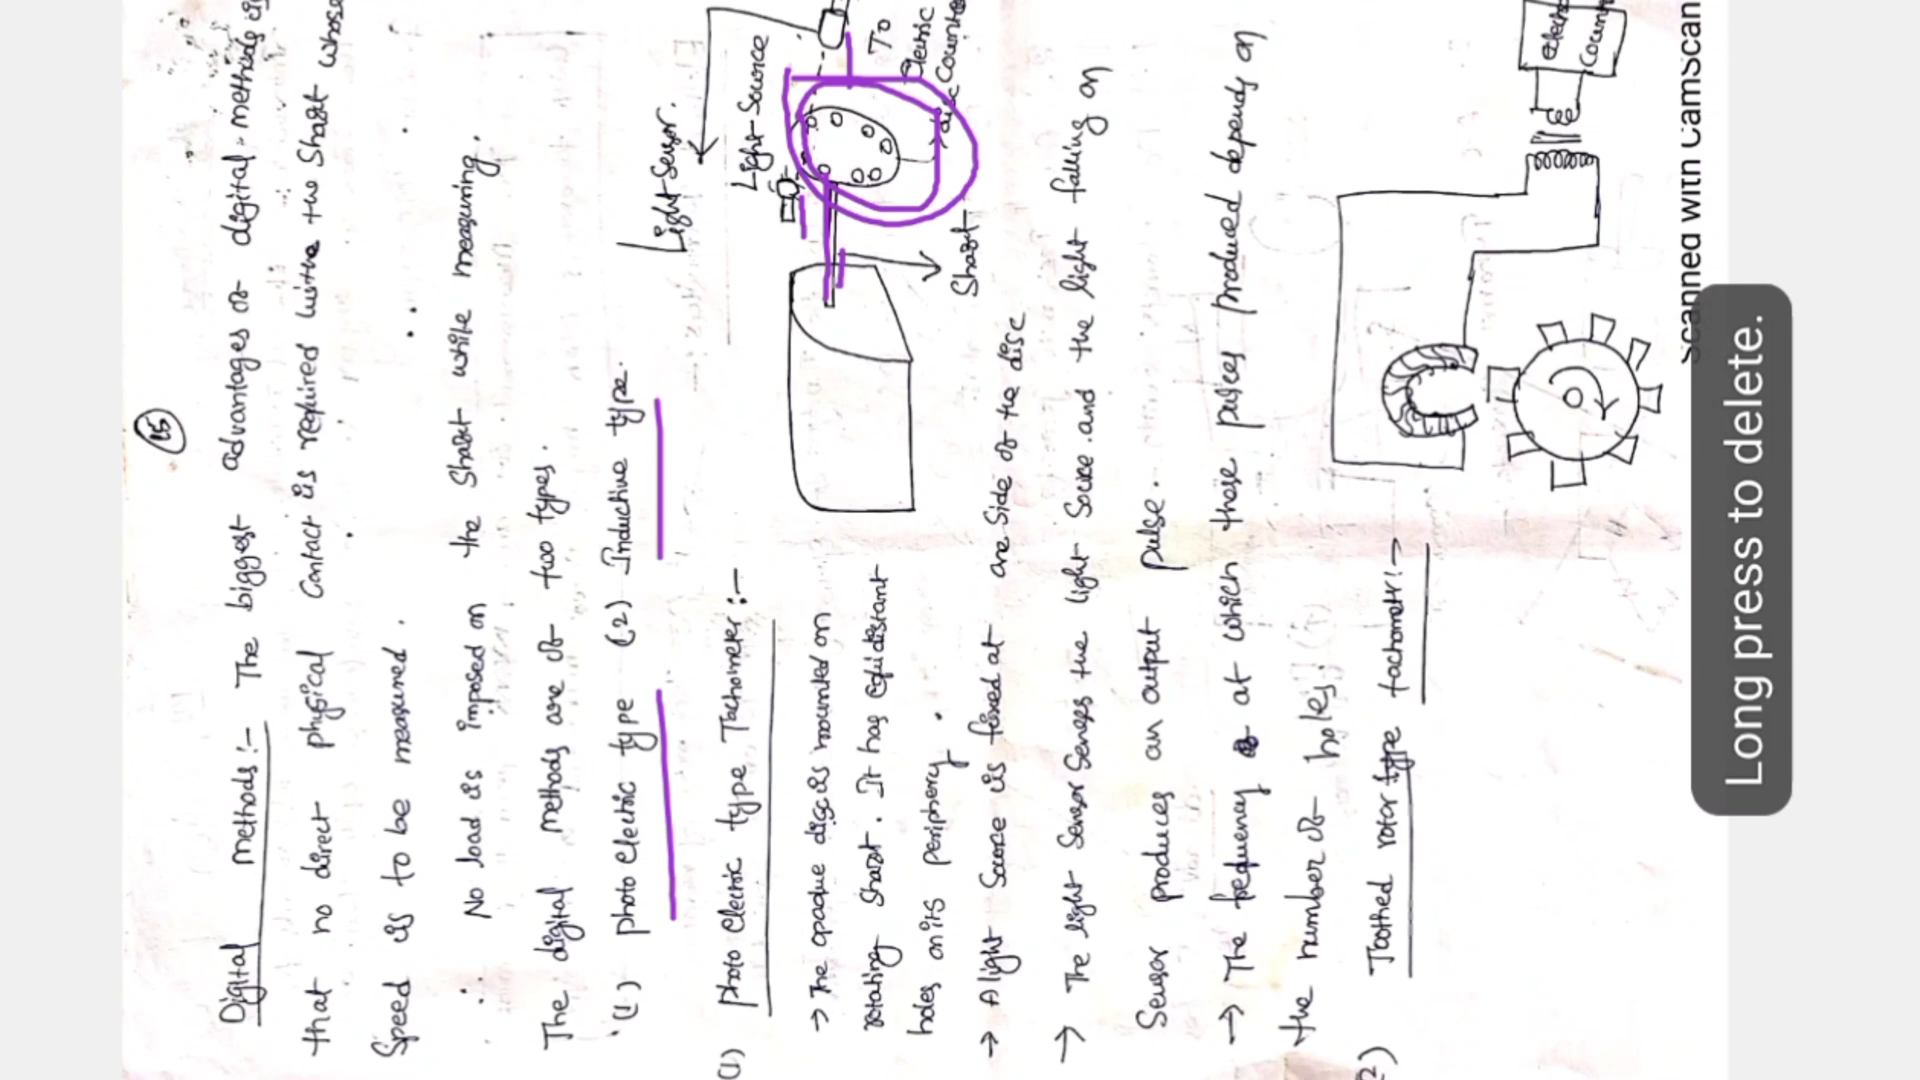 15
Digital methods :- The biggest advantages of digital methods is
that no direct physical Contact is required with the Shaft whose
Speed is to be measured.
∴ No load is imposed on the Shaft while measuring.
The digital methods are of two types.
(1) photo electric type (2) Inductive type.
(1) photo electric type Tachometer :-
Light Sensor.
Light Source
To
Electric
Counter
disc
Shaft
→ The opaque disc is mounted on
rotating Shaft. It has equidistant
holes on its periphery.
→ A light Source is fixed at one Side of the disc
→ The light Sensor Senses the light Source and the light falling on
Sensor produces an output pulse.
→ The frequency at which these pulses produced depends on
the number of holes.
2) Toothed rotor type tachometr :-
Scanned with CamScan
Long press to delete.